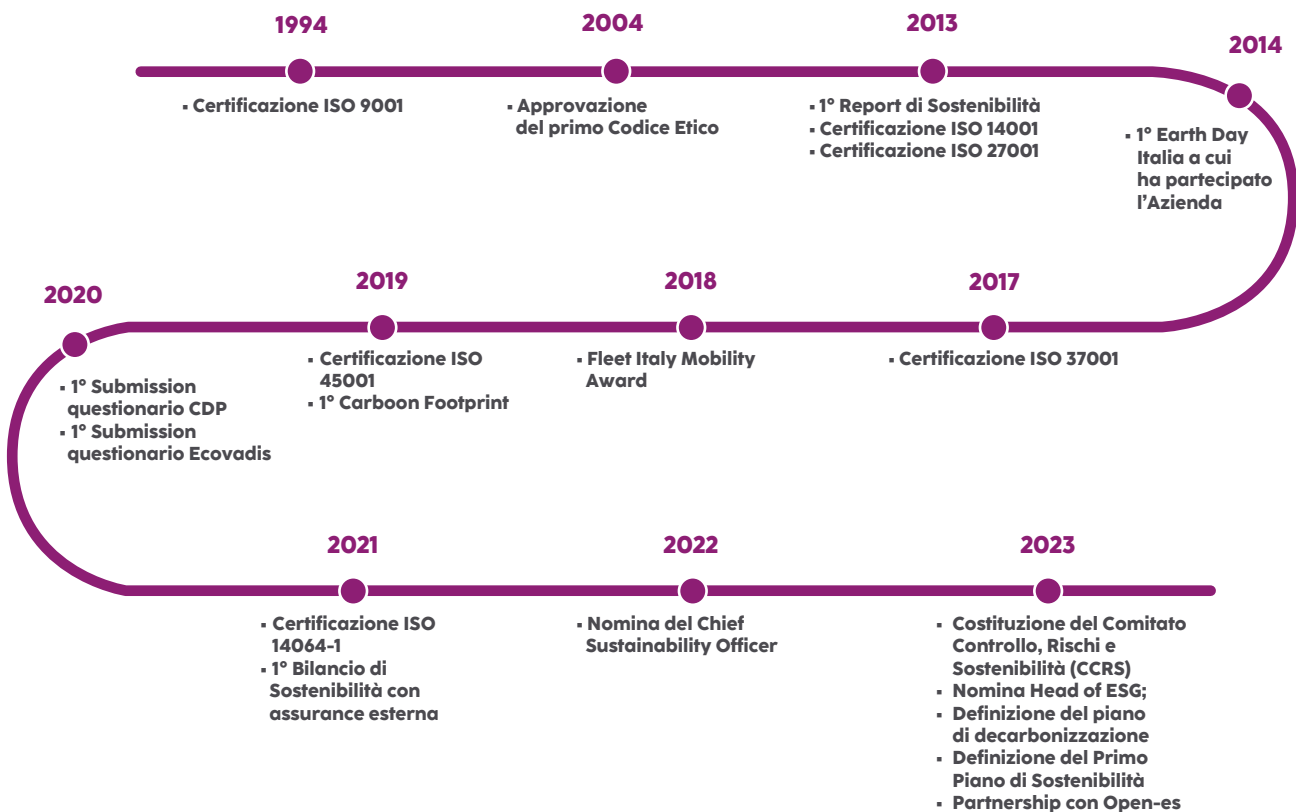 1994
▪ Certificazione ISO 9001
2004
▪ Approvazione
del primo Codice Etico
2013
▪ 1° Report di Sostenibilità
▪ Certificazione ISO 14001
▪ Certificazione ISO 27001
2014
▪ 1° Earth Day
Italia a cui
ha partecipato
l'Azienda
2017
▪ Certificazione ISO 37001
2018
▪ Fleet Italy Mobility
Award
2019
▪ Certificazione ISO
45001
▪ 1° Carboon Footprint
2020
▪ 1° Submission
questionario CDP
▪ 1° Submission
questionario Ecovadis
2021
▪ Certificazione ISO
14064-1
▪ 1° Bilancio di
Sostenibilità con
assurance esterna
2022
▪ Nomina del Chief
Sustainability Officer
2023
▪ Costituzione del Comitato
Controllo, Rischi e
Sostenibilità (CCRS)
▪ Nomina Head of ESG;
▪ Definizione del piano
di decarbonizzazione
▪ Definizione del Primo
Piano di Sostenibilità
▪ Partnership con Open-es